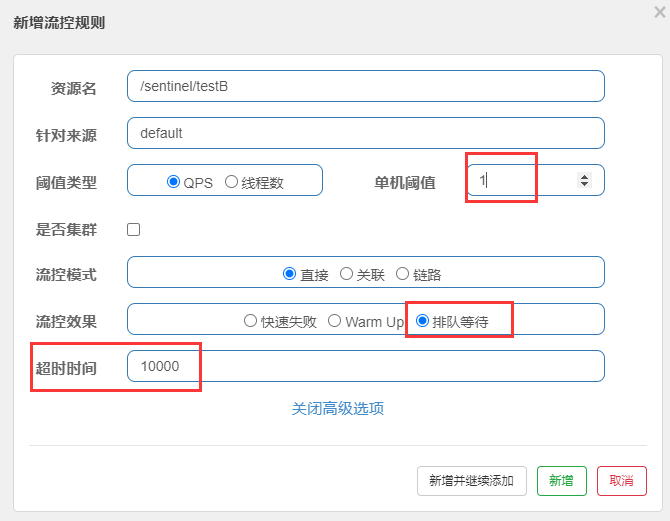 新增流控规则
资源名 /sentinel/testB
针对来源 default
阈值类型 QPS 线程数 单机阈值 1
是否集群
流控模式 直接 关联 链路
流控效果 快速失败 Warm Up 排队等待
超时时间 10000
关闭高级选项
新增并继续添加 新增 取消